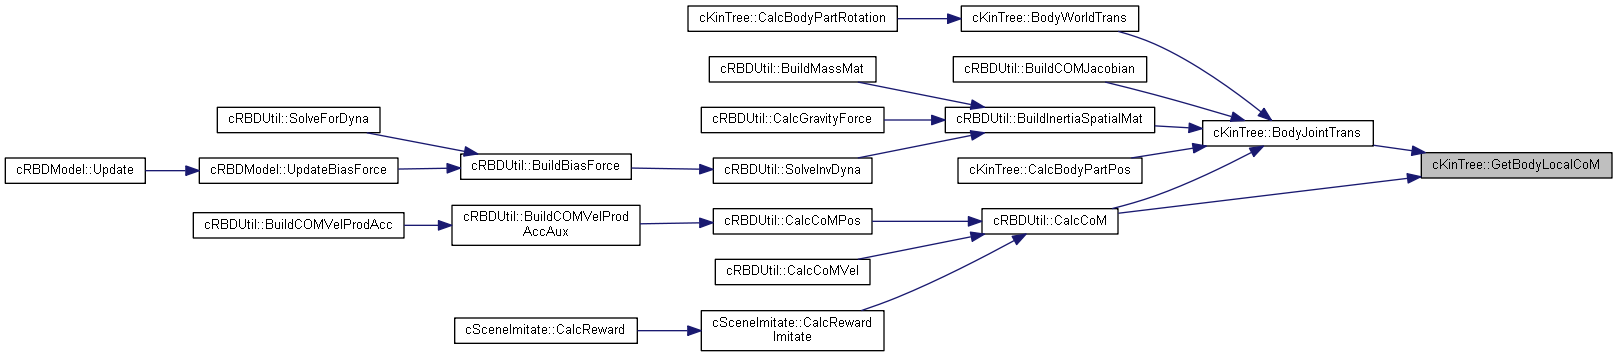 cKinTree::CalcBodyPartRotation
cKinTree::BodyWorldTrans
cRBDUtil::BuildMassMat
cRBDUtil::BuildCOMJacobian
cRBDUtil::SolveForDyna
cRBDUtil::CalcGravityForce
cRBDUtil::BuildInertiaSpatialMat
cKinTree::BodyJointTrans
cRBDModel::Update
cRBDModel::UpdateBiasForce
cRBDUtil::BuildBiasForce
cRBDUtil::SolveInvDyna
cKinTree::CalcBodyPartPos
cKinTree::GetBodyLocalCoM
cRBDUtil::BuildCOMVelProdAcc
cRBDUtil::BuildCOMVelProd
AccAux
cRBDUtil::CalcCoMPos
cRBDUtil::CalcCoM
cRBDUtil::CalcCoMVel
cSceneImitate::CalcReward
cSceneImitate::CalcReward
Imitate